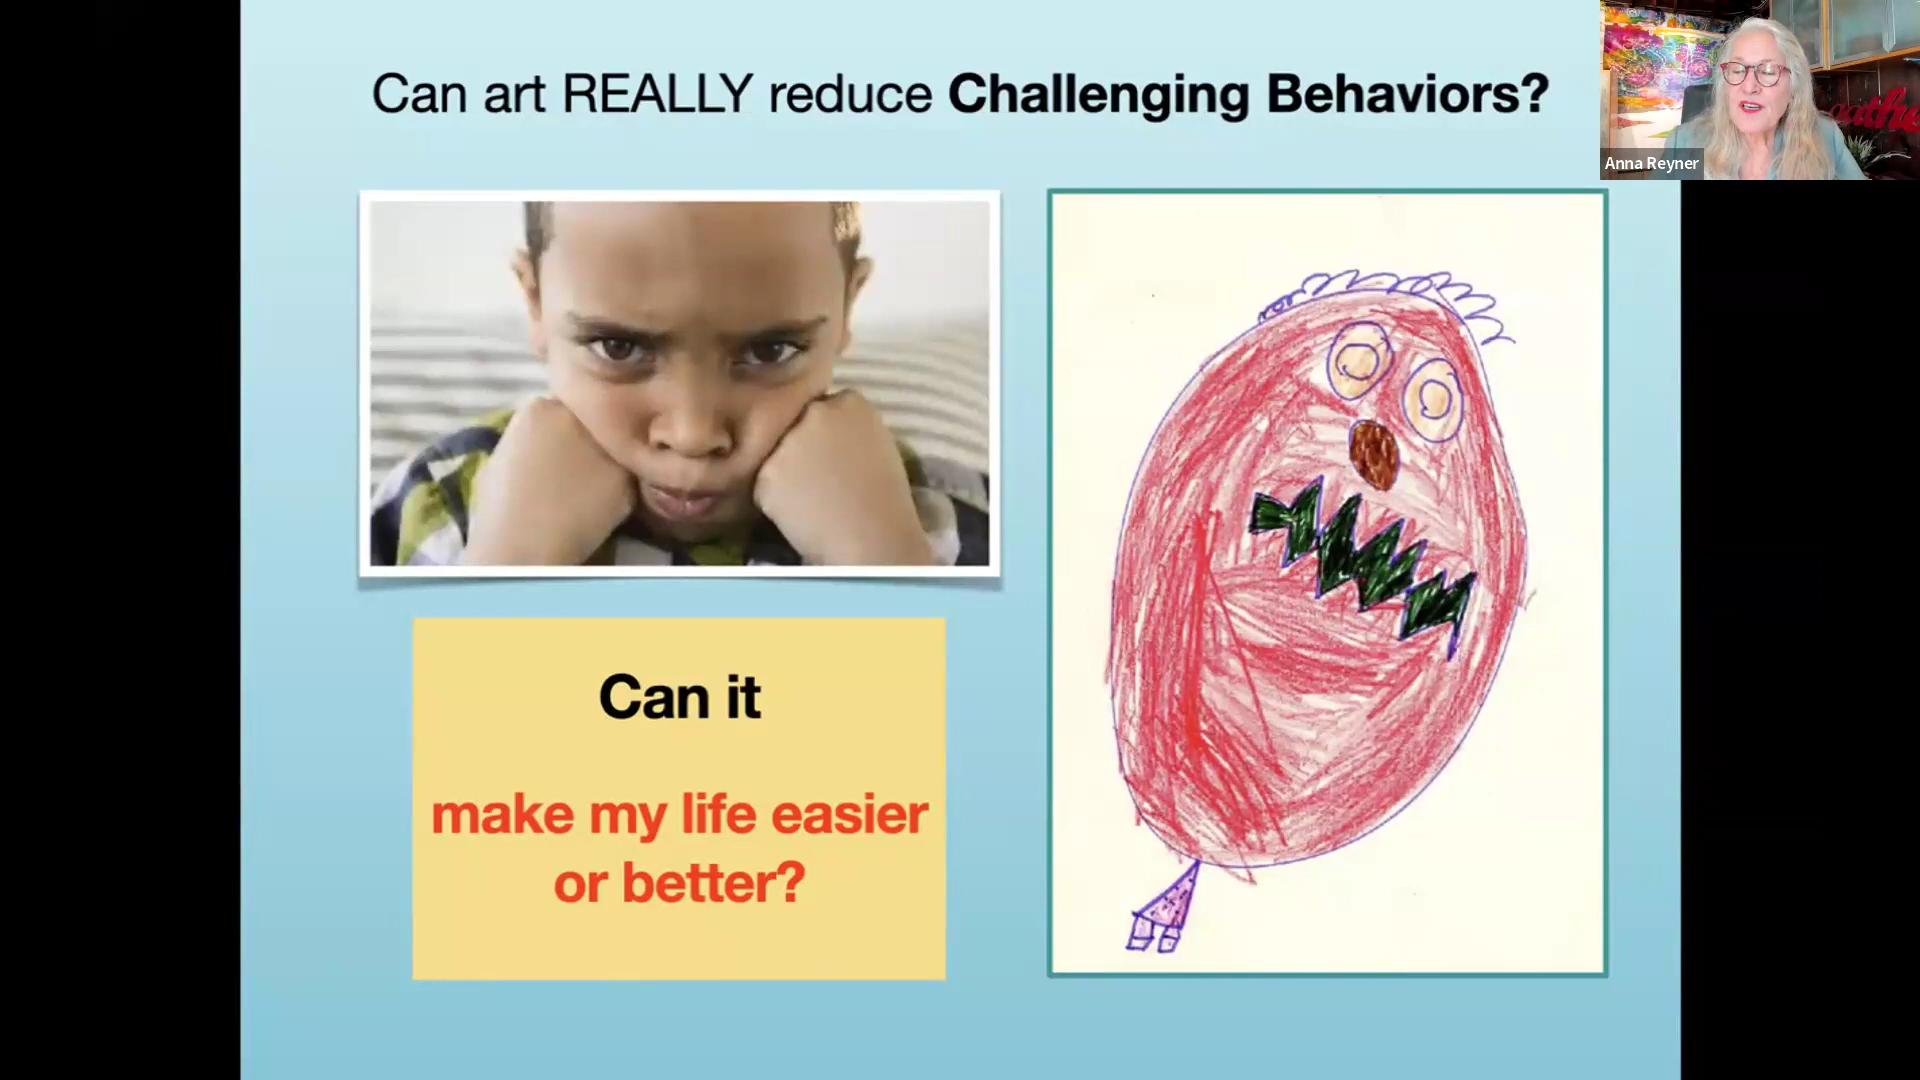 Can art REALLY reduce Challenging Behaviors?
Anna Reyner
Can it
make my life easier
or better?